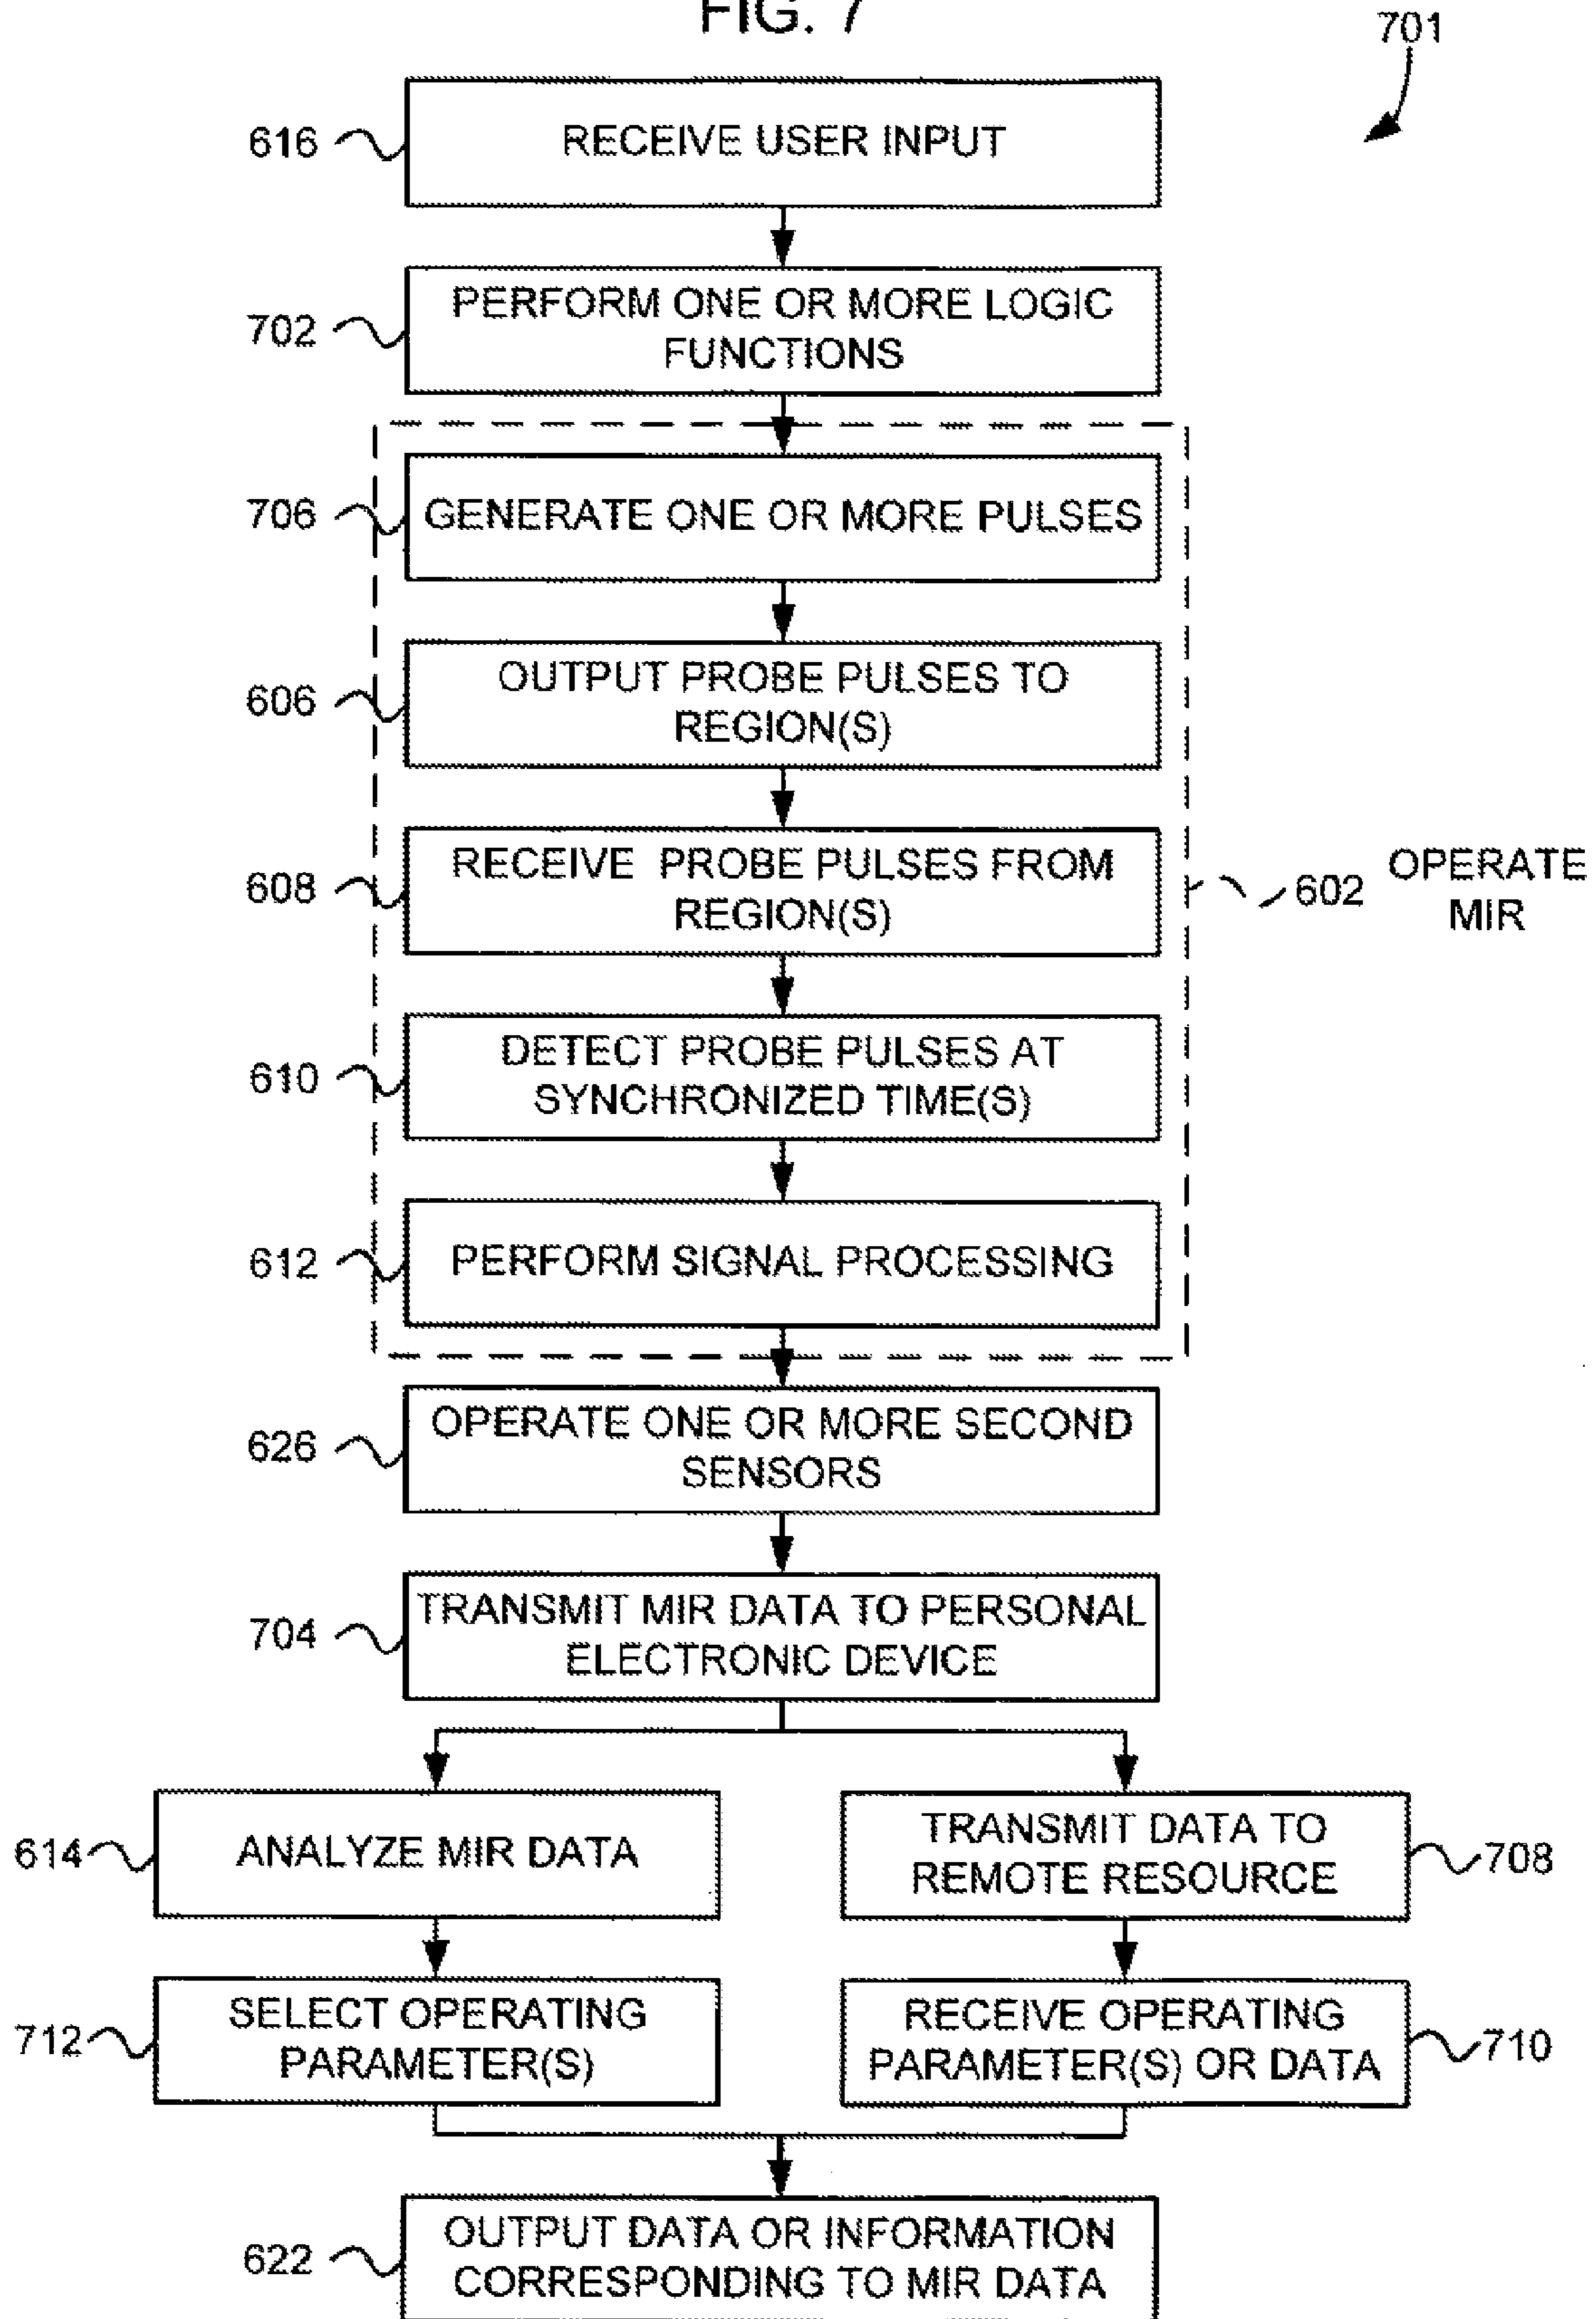 FIG. 7
701
616
RECEIVE USER INPUT
702
PERFORM ONE OR MORE LOGIC
FUNCTIONS
706
GENERATE ONE OR MORE PULSES
606
OUTPUT PROBE PULSES TO
REGION(S)
608
RECEIVE PROBE PULSES FROM
REGION(S)
602
OPERATE
MIR
610
DETECT PROBE PULSES AT
SYNCHRONIZED TIME(S)
612
PERFORM SIGNAL PROCESSING
626
OPERATE ONE OR MORE SECOND
SENSORS
704
TRANSMIT MIR DATA TO PERSONAL
ELECTRONIC DEVICE
614
ANALYZE MIR DATA
TRANSMIT DATA TO
REMOTE RESOURCE
708
712
SELECT OPERATING
PARAMETER(S)
RECEIVE OPERATING
PARAMETER(S) OR DATA
710
622
OUTPUT DATA OR INFORMATION
CORRESPONDING TO MIR DATA